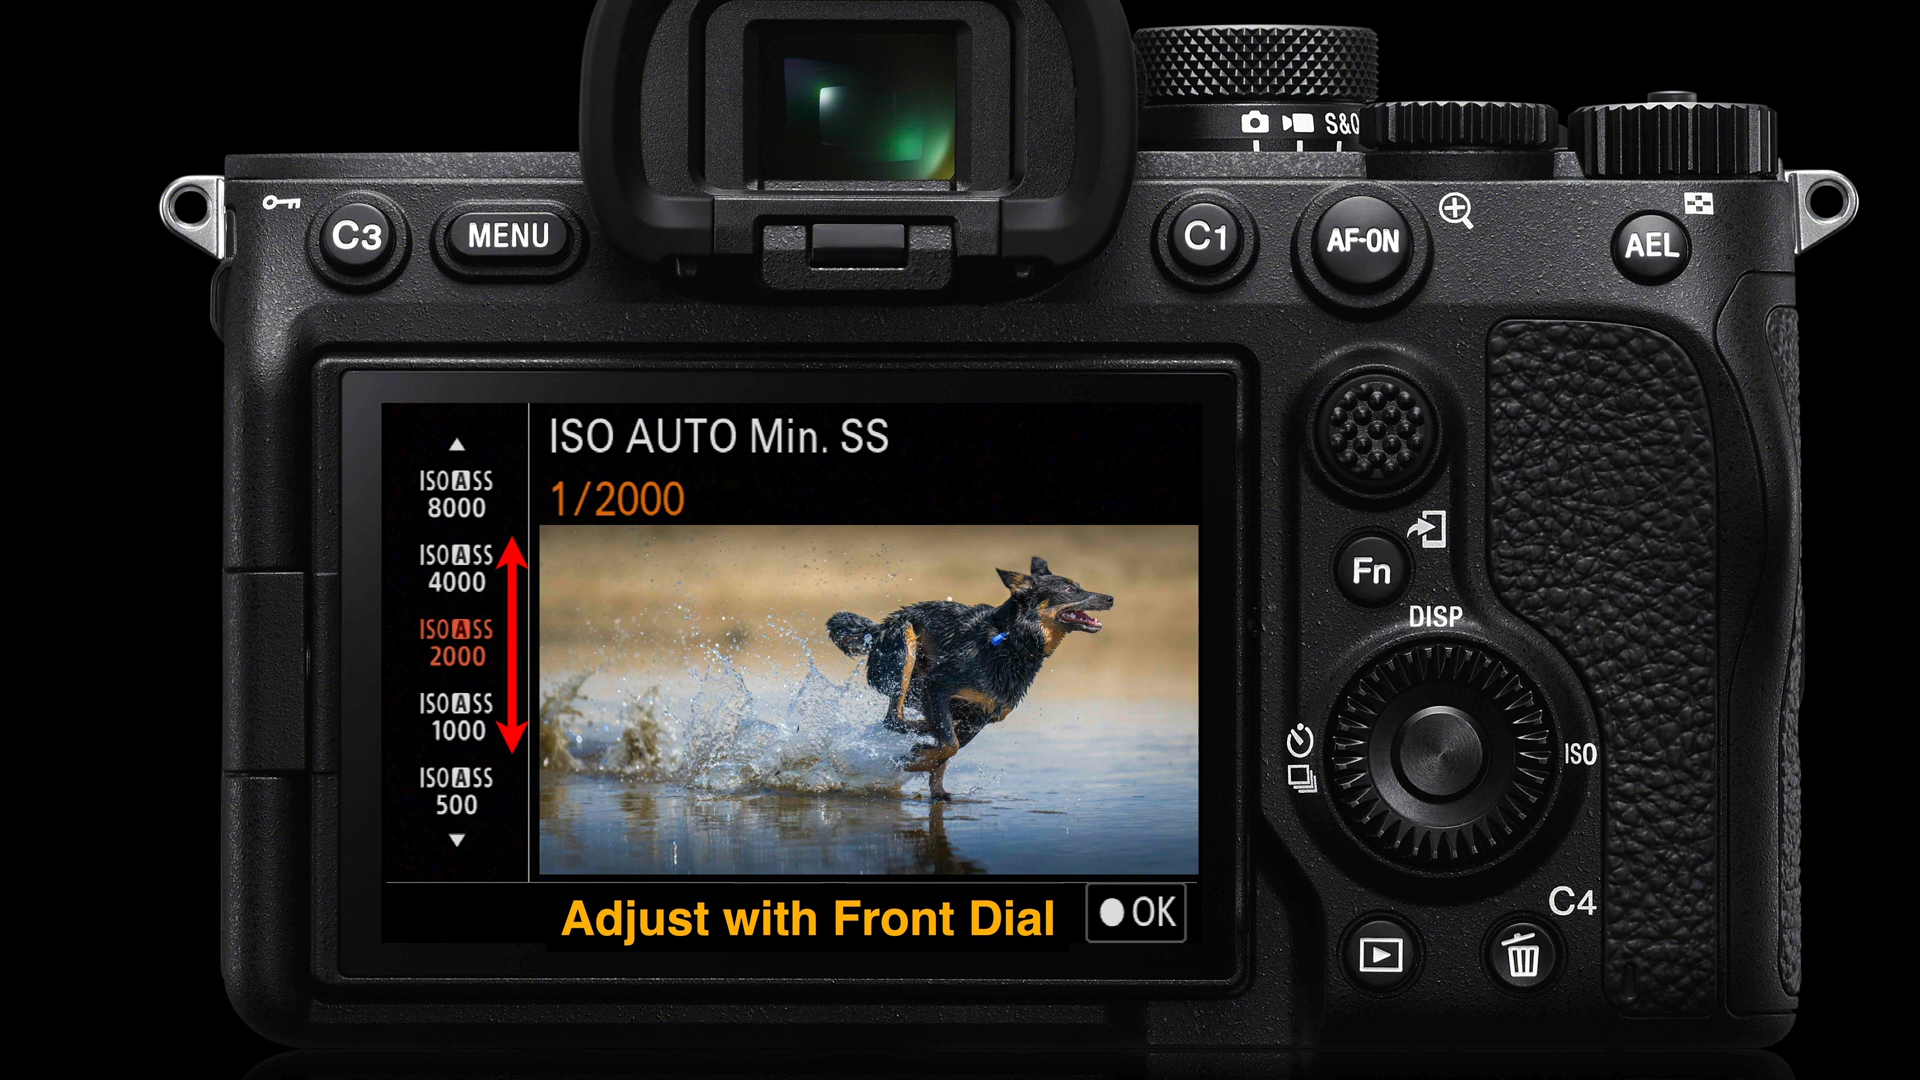 S&Q
C3
MENU
C1
AF-ON
AEL
ISO AUTO Min. SS
1/2000
ISO A SS
8000
ISO A SS
4000
ISO A SS
2000
ISO A SS
1000
ISO A SS
500
Adjust with Front Dial
OK
Fn
DISP
ISO
C4